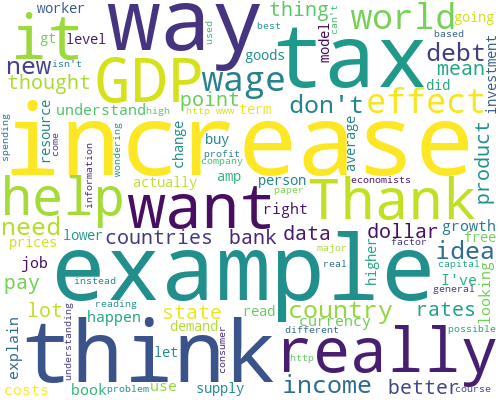 worker way tax world going
it level gt new isn't GDP wage thing model or goods best used can't based debt investment
thought point did mean
understand http www don't effect
resource come term
spending increase
information wondering high change buy profit company average product
actually amp person paper economists
help want Thank
need lower right data dollar growth
prices countries bank higher idea free
job example major factor real I've capital looking
pay instead country rates general
lot reading happen state read currency possible
explain understanding think let demand consumer different really
costs book problem use supply http income better course